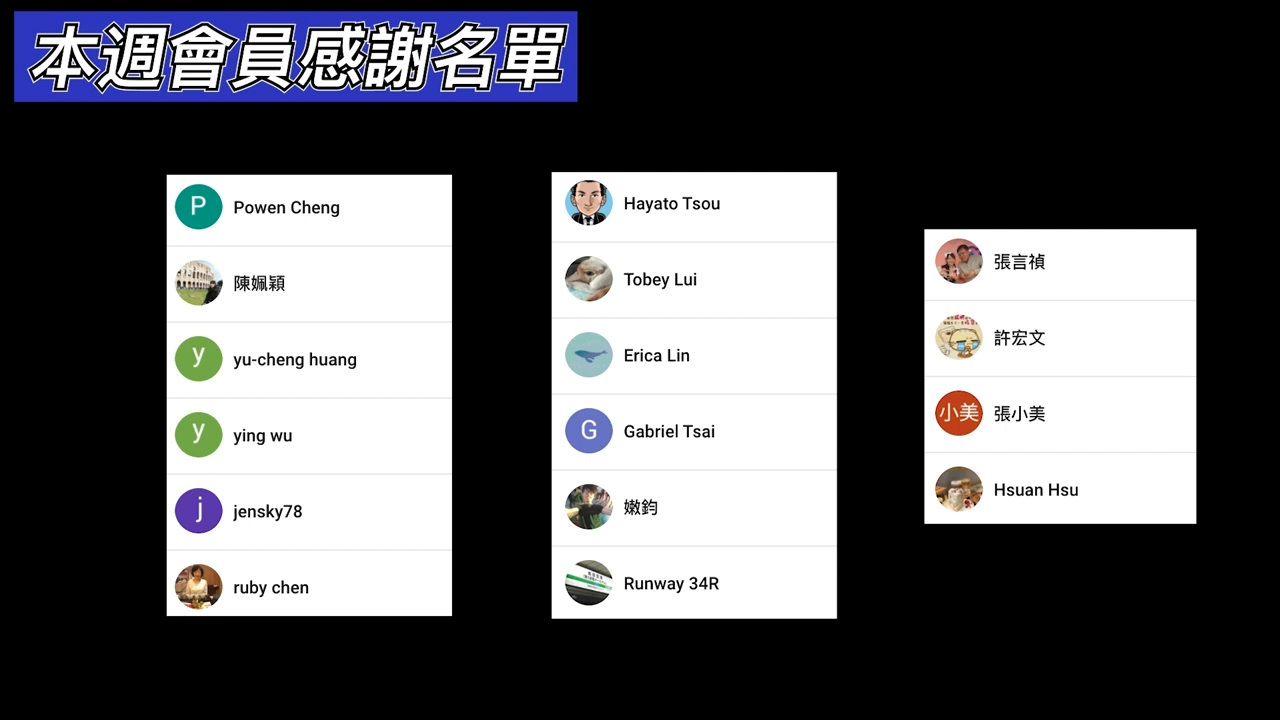 本週會員感謝名單
P
Powen Cheng
陳姵穎
y
yu-cheng huang
y
ying wu
j
jensky78
ruby chen
Hayato Tsou
Tobey Lui
Erica Lin
G
Gabriel Tsai
嫩鈞
Runway 34R
張言禎
許宏文
小美
張小美
Hsuan Hsu